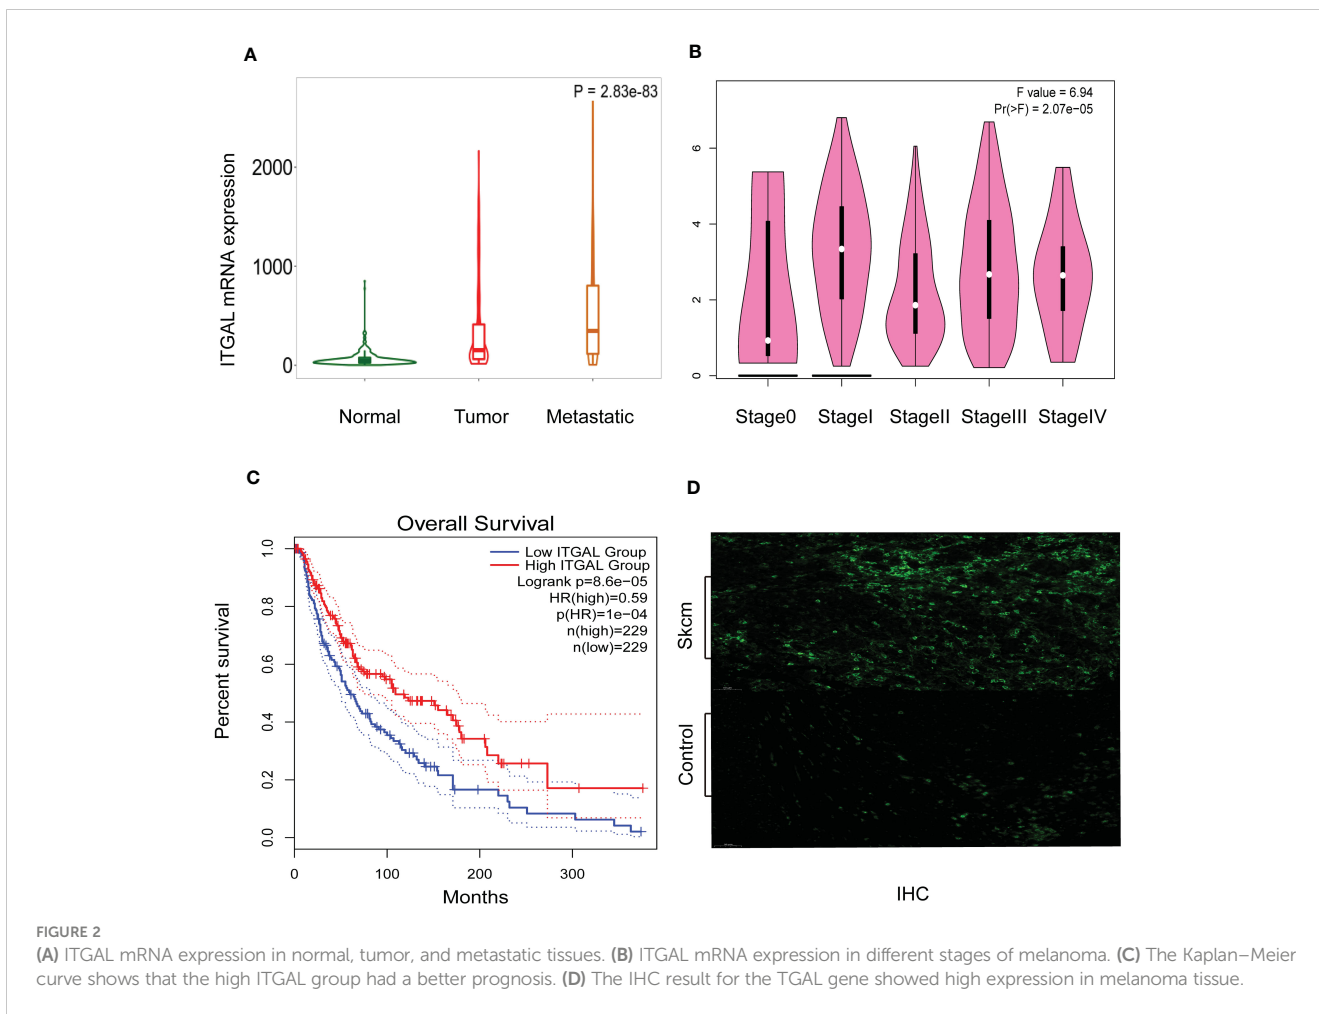 A
P = 2.83e-83
ITGAL mRNA expression
2000
1000
0
Normal
Tumor
Metastatic
B
F value = 6.94
Pr(>F) = 2.07e−05
6
4
2
0
Stage0
StageI
StageII
StageIII
StageIV
C
Overall Survival
Low ITGAL Group
High ITGAL Group
Logrank p=8.6e−05
HR(high)=0.59
p(HR)=1e−04
n(high)=229
n(low)=229
Percent survival
1.0
0.8
0.6
0.4
0.2
0.0
0
100
200
300
Months
D
Skcm
Control
IHC
FIGURE 2
(A) ITGAL mRNA expression in normal, tumor, and metastatic tissues. (B) ITGAL mRNA expression in different stages of melanoma. (C) The Kaplan–Meier
curve shows that the high ITGAL group had a better prognosis. (D) The IHC result for the TGAL gene showed high expression in melanoma tissue.